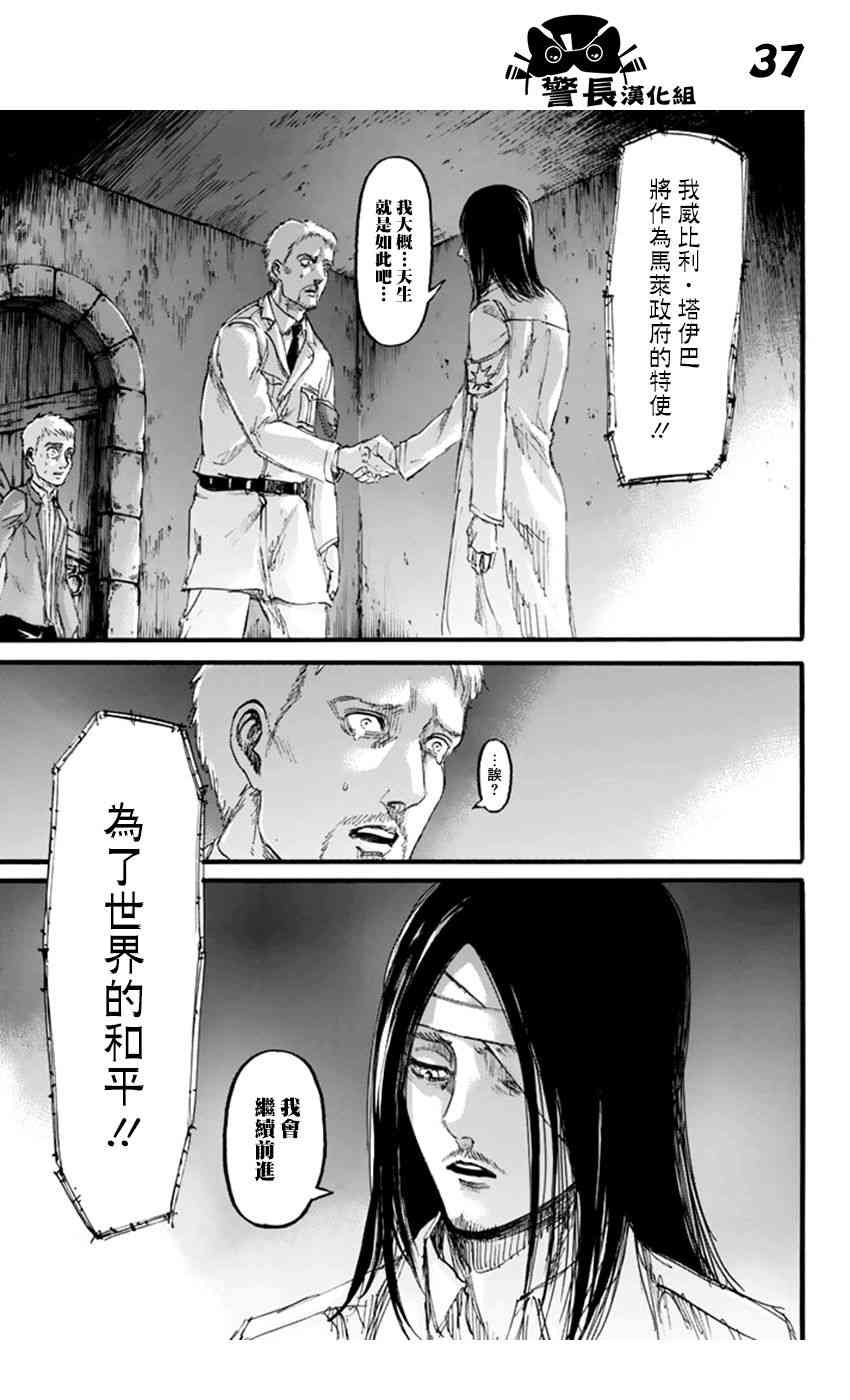 37
警長漢化組
我威比利·塔伊巴
將作為馬萊政府的特使!!
我大概…天生
就是如此吧…
…誒?
為了世界的和平!!
我會
繼續前進